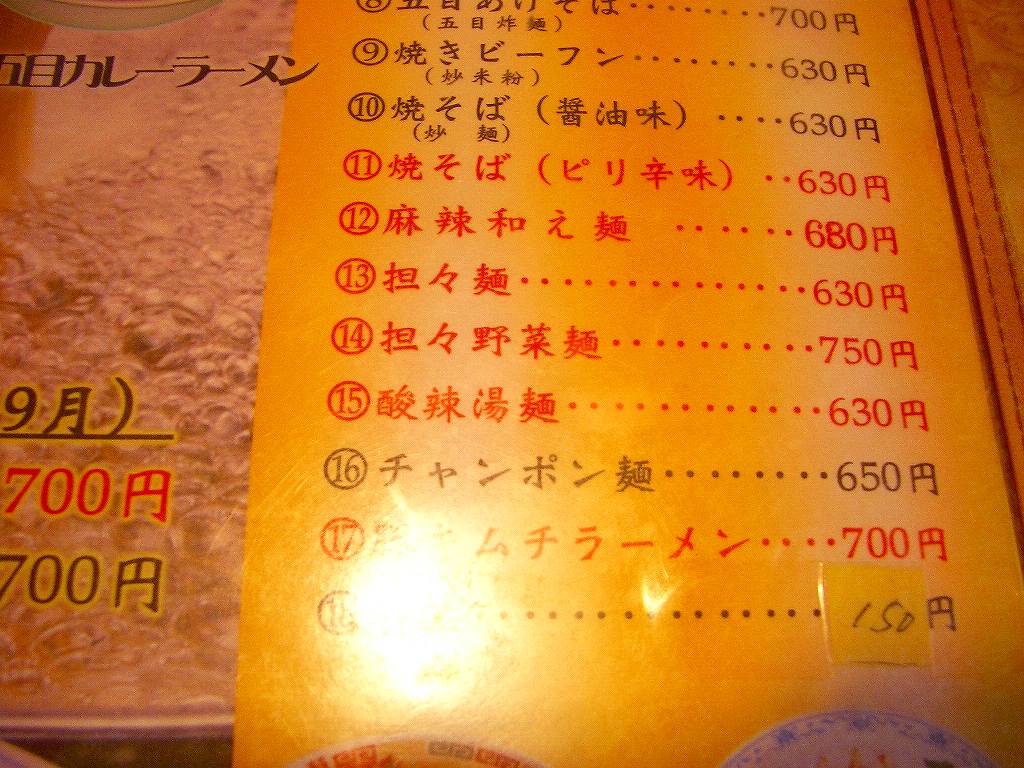 五目カレーラーメン
9月)
700円
700円
⑧五目あげそば・・・・・・・・・700円
(五目炸麺)
⑨焼きビーフン・・・・・・・・630円
(炒米粉)
⑩焼そば(醤油味) ・・・・630円
(炒 麺)
⑪焼そば(ピリ辛味) ・・630円
⑫麻辣和え麺 ・・・・・・680円
⑬担々麺・・・・・・・・・・・・・・630円
⑭担々野菜麺・・・・・・・・・・750円
⑮酸辣湯麺・・・・・・・・・・・・630円
⑯チャンポン麺・・・・・・・・650円
⑰ ムチラーメン・・・・700円
⑱ ・・・・・・・・・・・・・150円